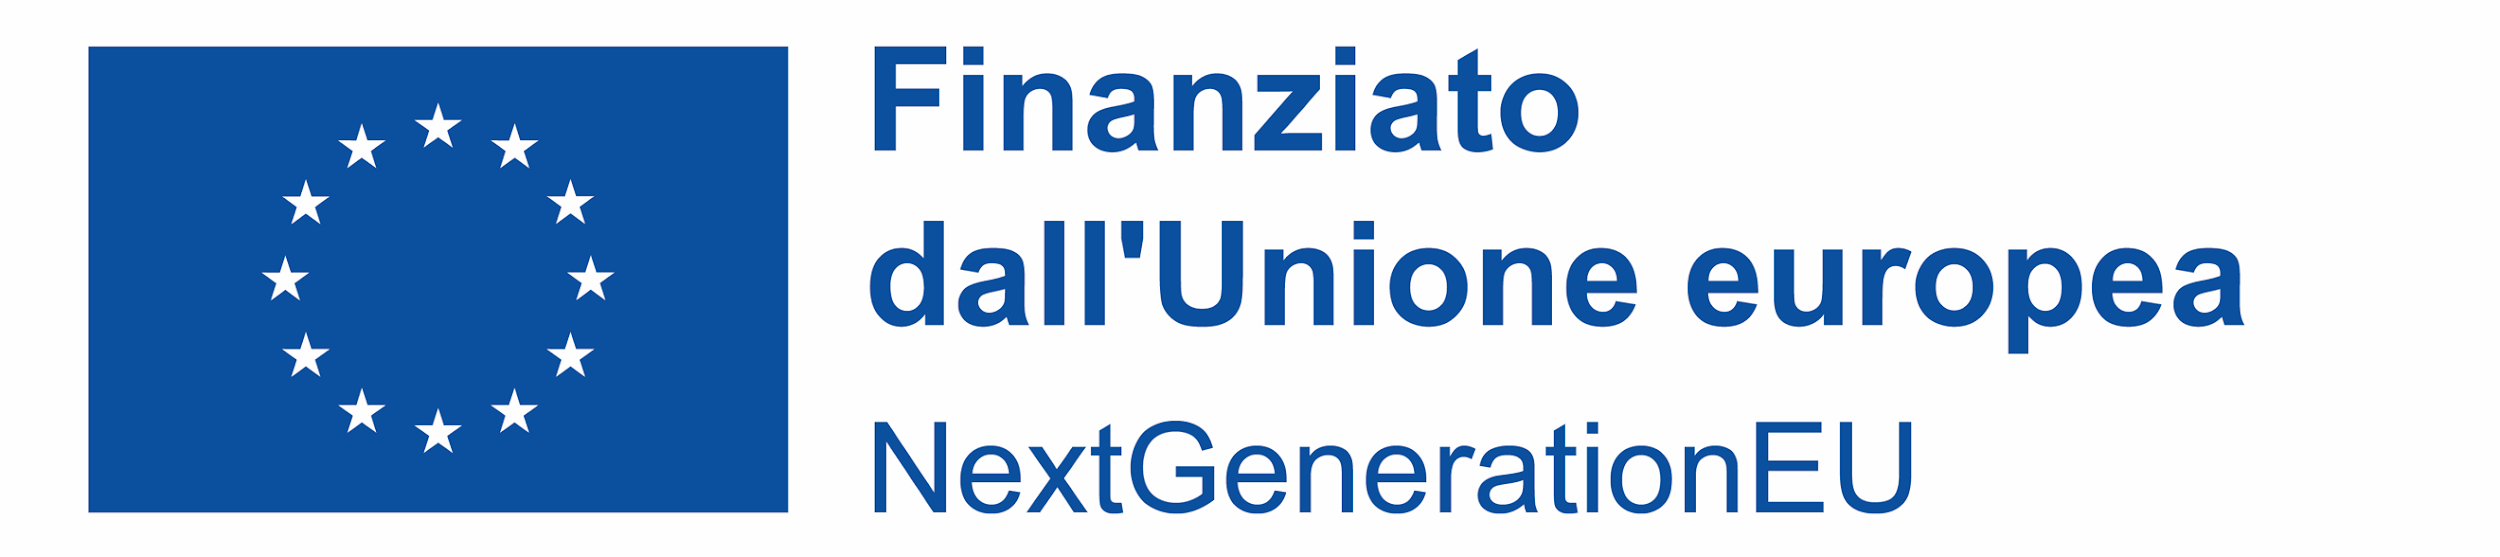 Finanziato
dall'Unione europea
NextGenerationEU